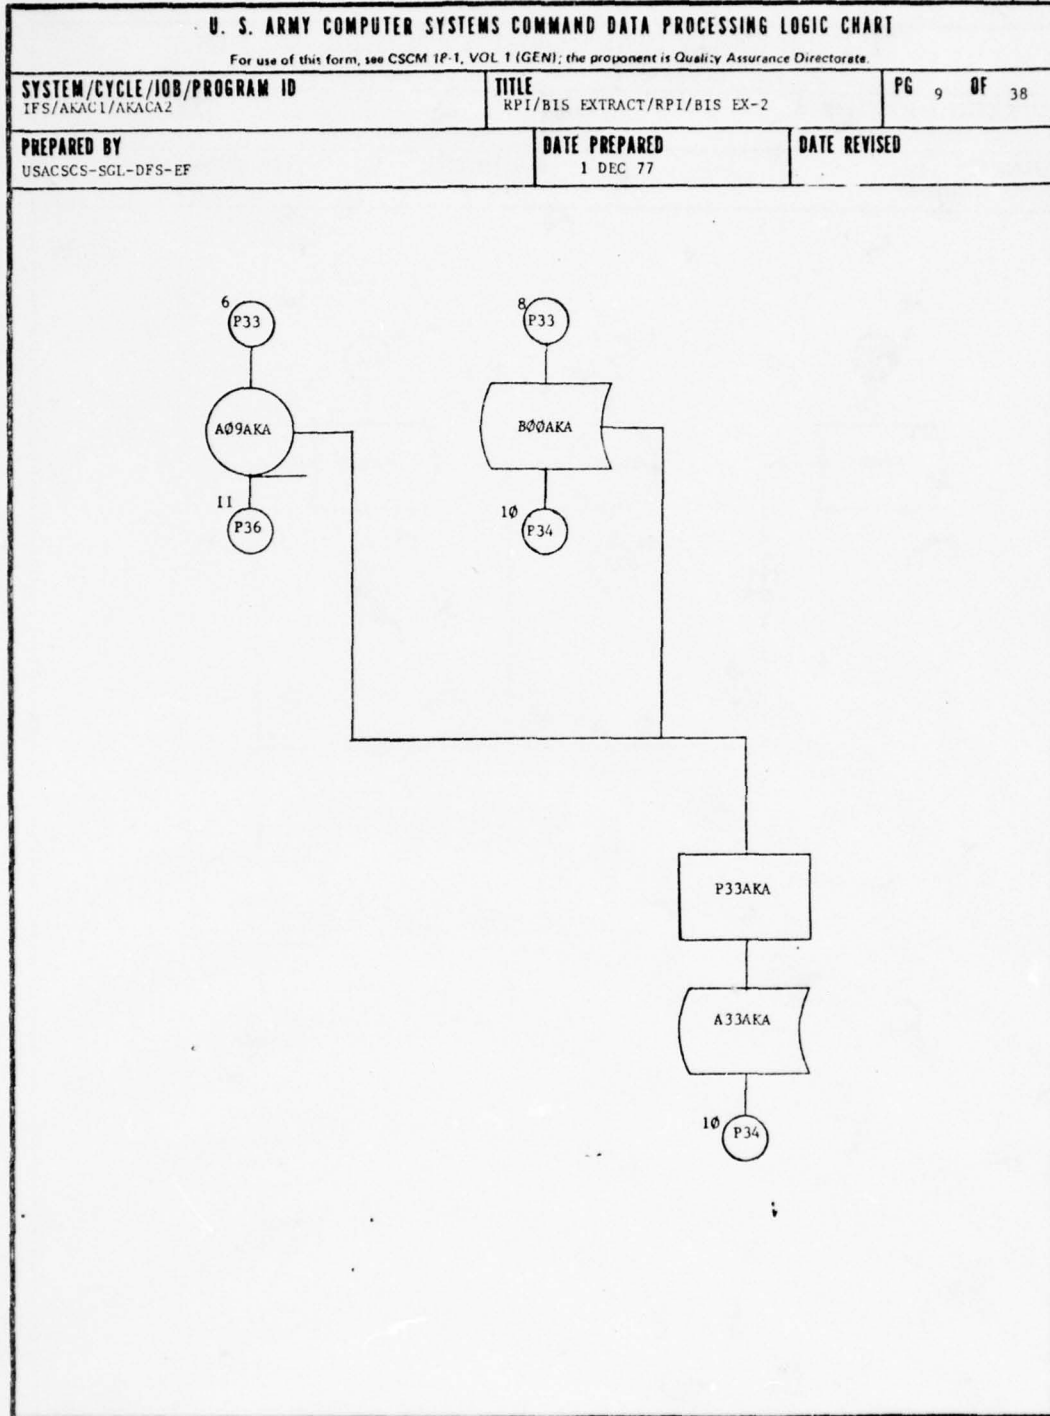 U. S. ARMY COMPUTER SYSTEMS COMMAND DATA PROCESSING LOGIC CHART
For use of this form, see CSCM 18-1, VOL 1 (GEN); the proponent is Quality Assurance Directorate.
SYSTEM/CYCLE/JOB/PROGRAM ID
IFS/AKAC1/AKACA2
TITLE
RPI/BIS EXTRACT/RPI/BIS EX-2
PG 9 OF 38
PREPARED BY
USACSCS-SGL-DFS-EF
DATE PREPARED
1 DEC 77
DATE REVISED
6
P33
8
P33
AØ9AKA
BØØAKA
11
P36
1Ø
P34
P33AKA
A33AKA
1Ø
P34